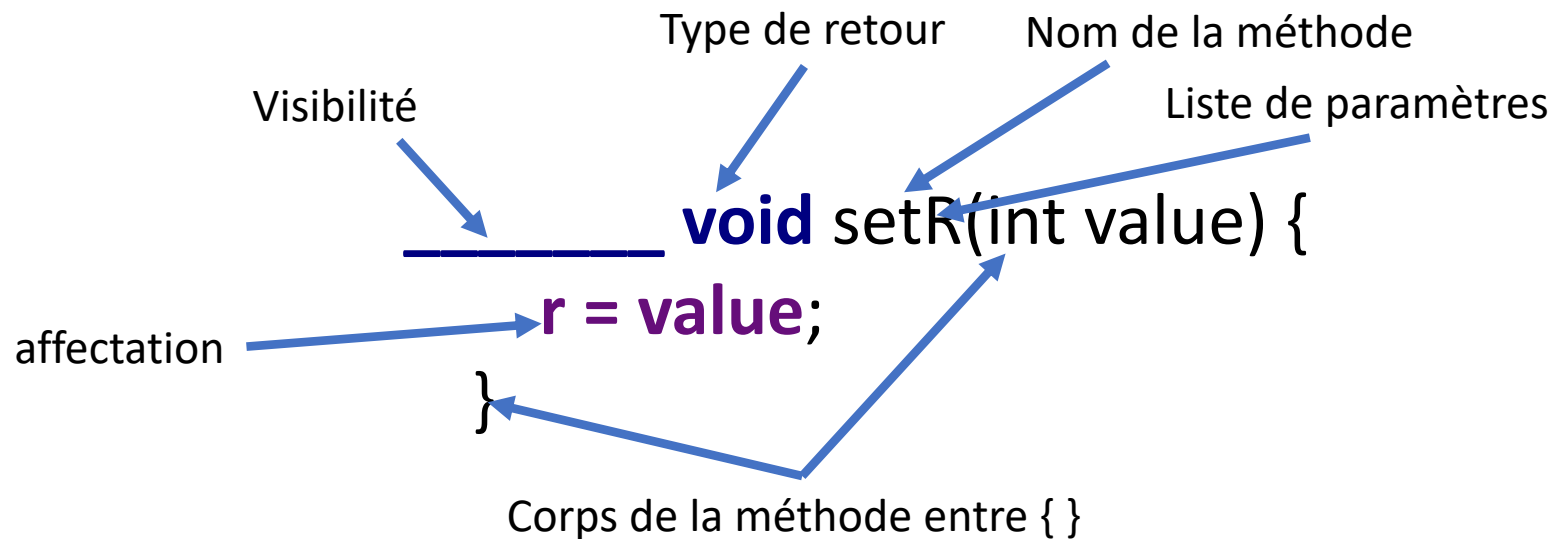 Type de retour
Nom de la méthode
Visibilité
Liste de paramètres
_______ void setR(int value) {
r = value;
affectation
}
Corps de la méthode entre { }